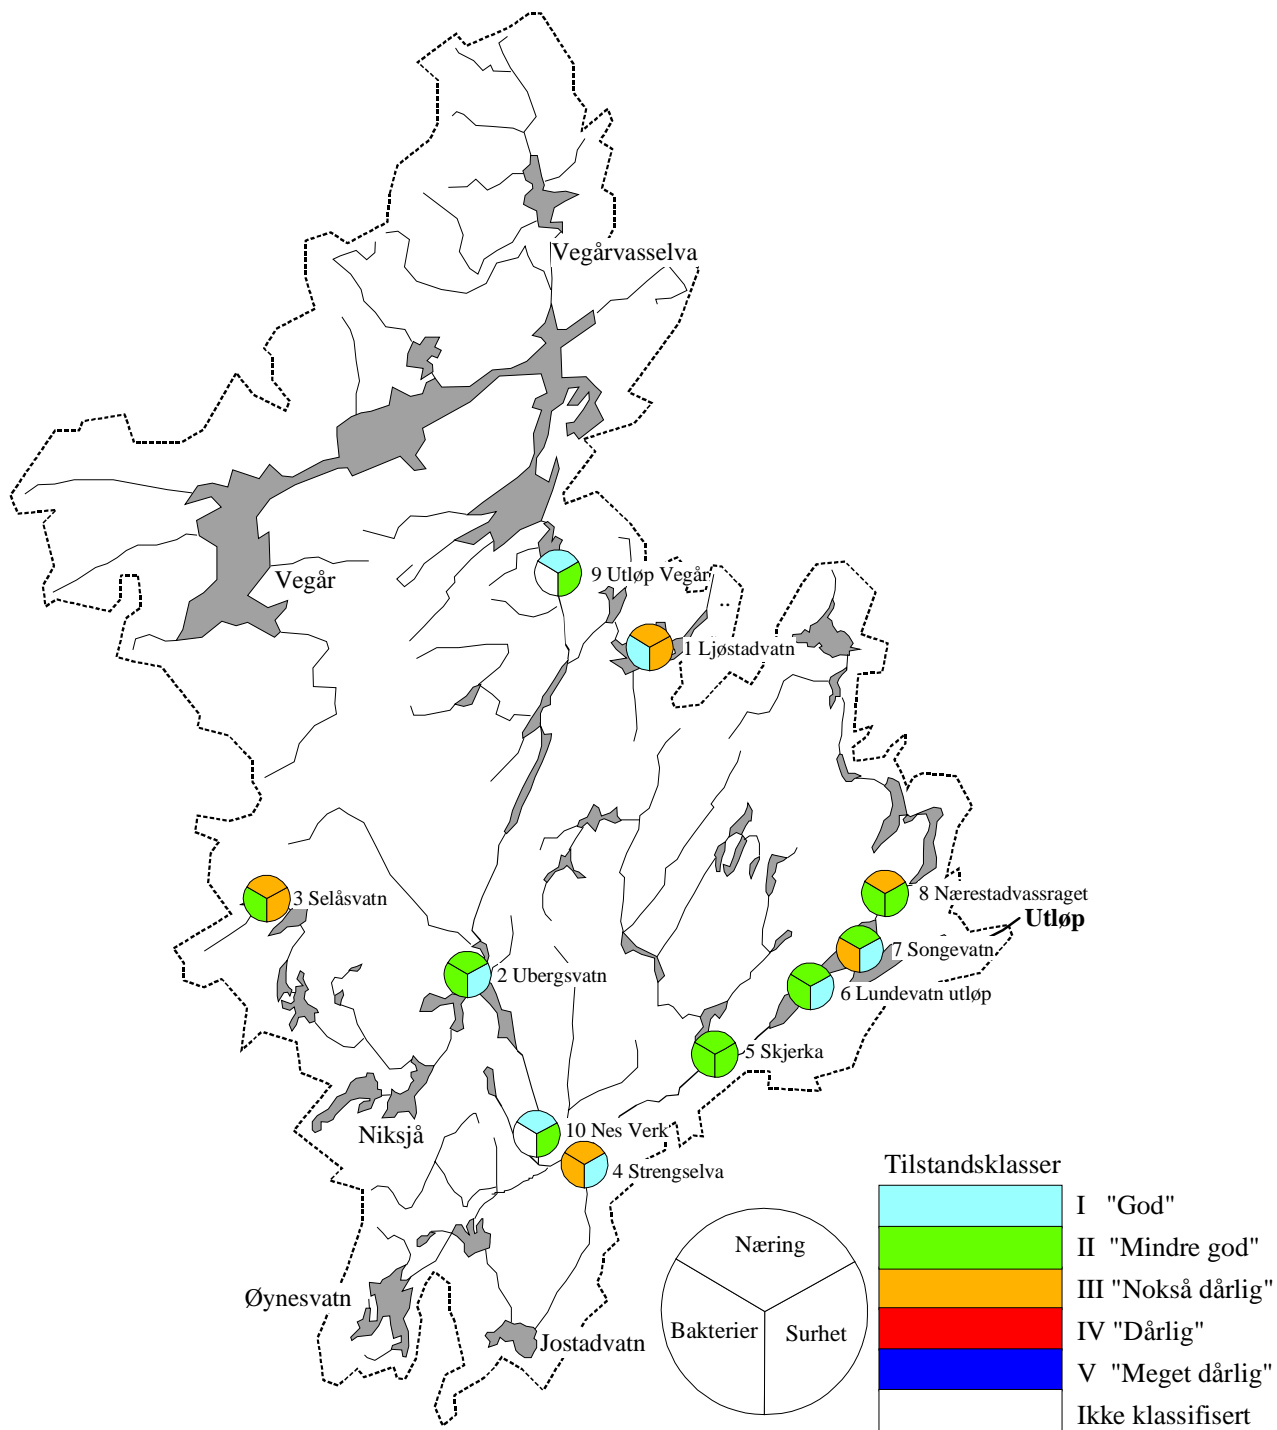 Vegårvasselva
Vegår
9 Utløp Vegår
1 Ljøstadvatn
3 Selåsvatn
8 Nærestadvassraget
Utløp
7 Songevatn
2 Ubergsvatn
6 Lundevatn utløp
5 Skjerka
Niksjå
10 Nes Verk
4 Strengselva
Øynesvatn
Jostadvatn
Næring
Bakterier
Surhet
Tilstandsklasser
I "God"
II "Mindre god"
III "Nokså dårlig"
IV "Dårlig"
V "Meget dårlig"
Ikke klassifisert